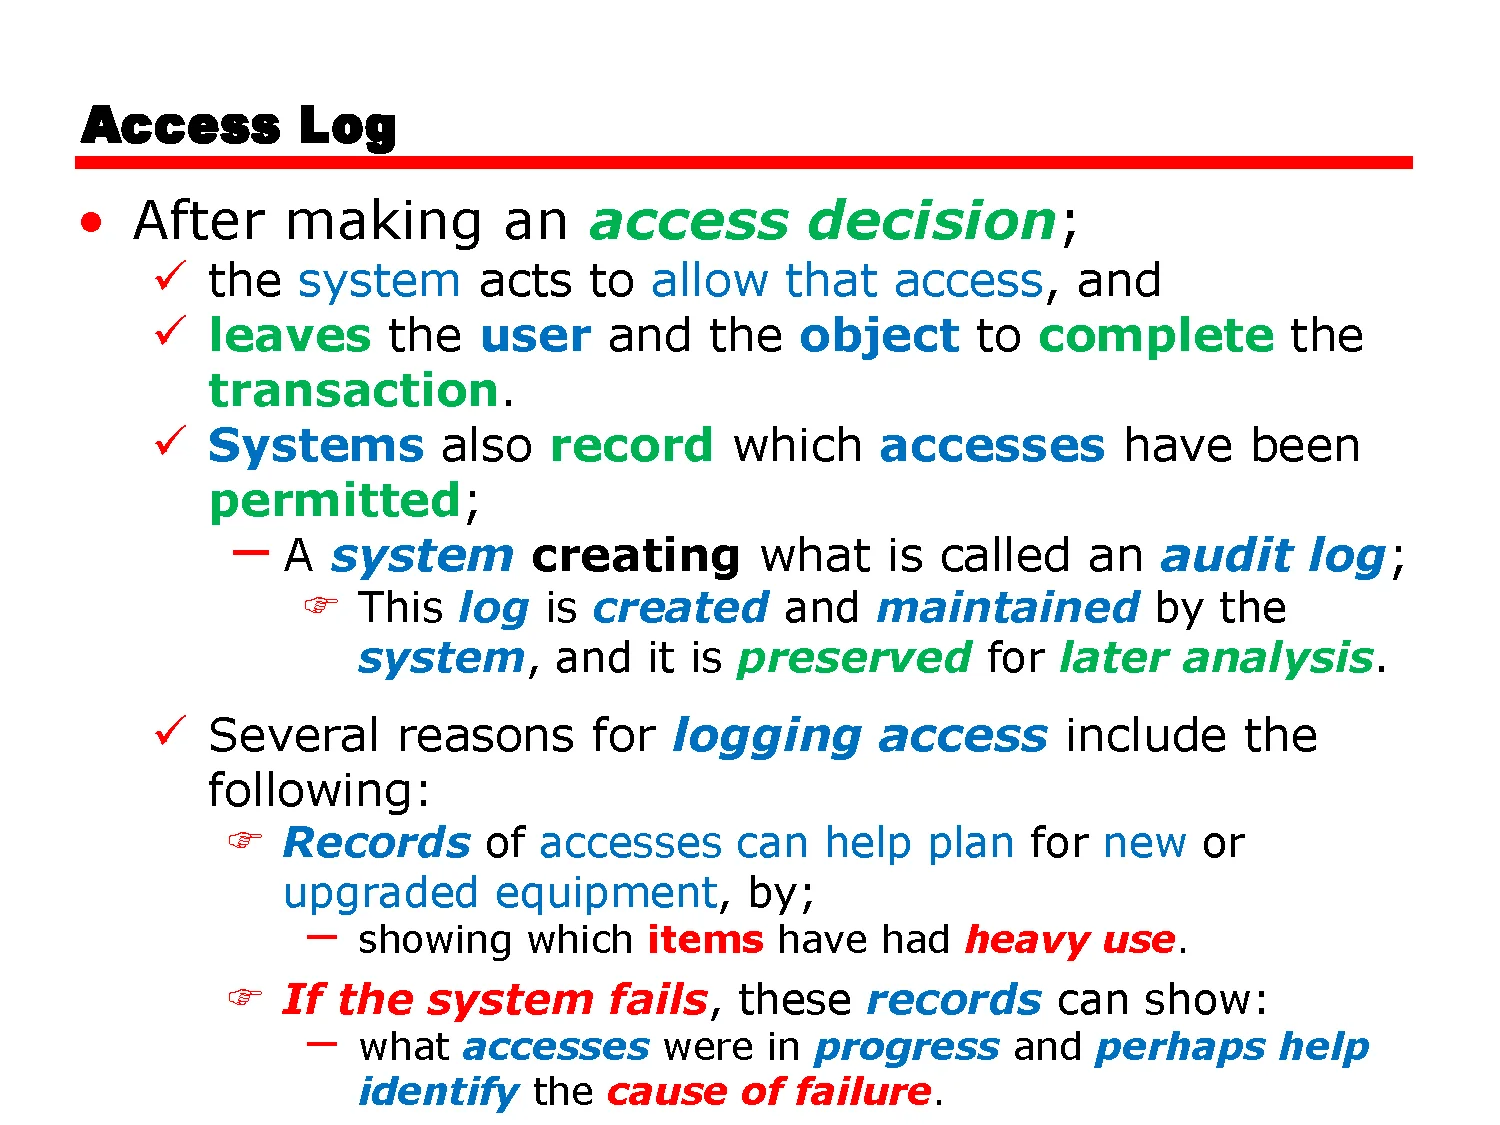 Access Log
• After making an access decision;
✓ the system acts to allow that access, and
✓ leaves the user and the object to complete the
transaction.
✓ Systems also record which accesses have been
permitted;
– A system creating what is called an audit log;
☞ This log is created and maintained by the
system, and it is preserved for later analysis.
✓ Several reasons for logging access include the
following:
☞ Records of accesses can help plan for new or
upgraded equipment, by;
– showing which items have had heavy use.
☞ If the system fails, these records can show:
– what accesses were in progress and perhaps help
identify the cause of failure.